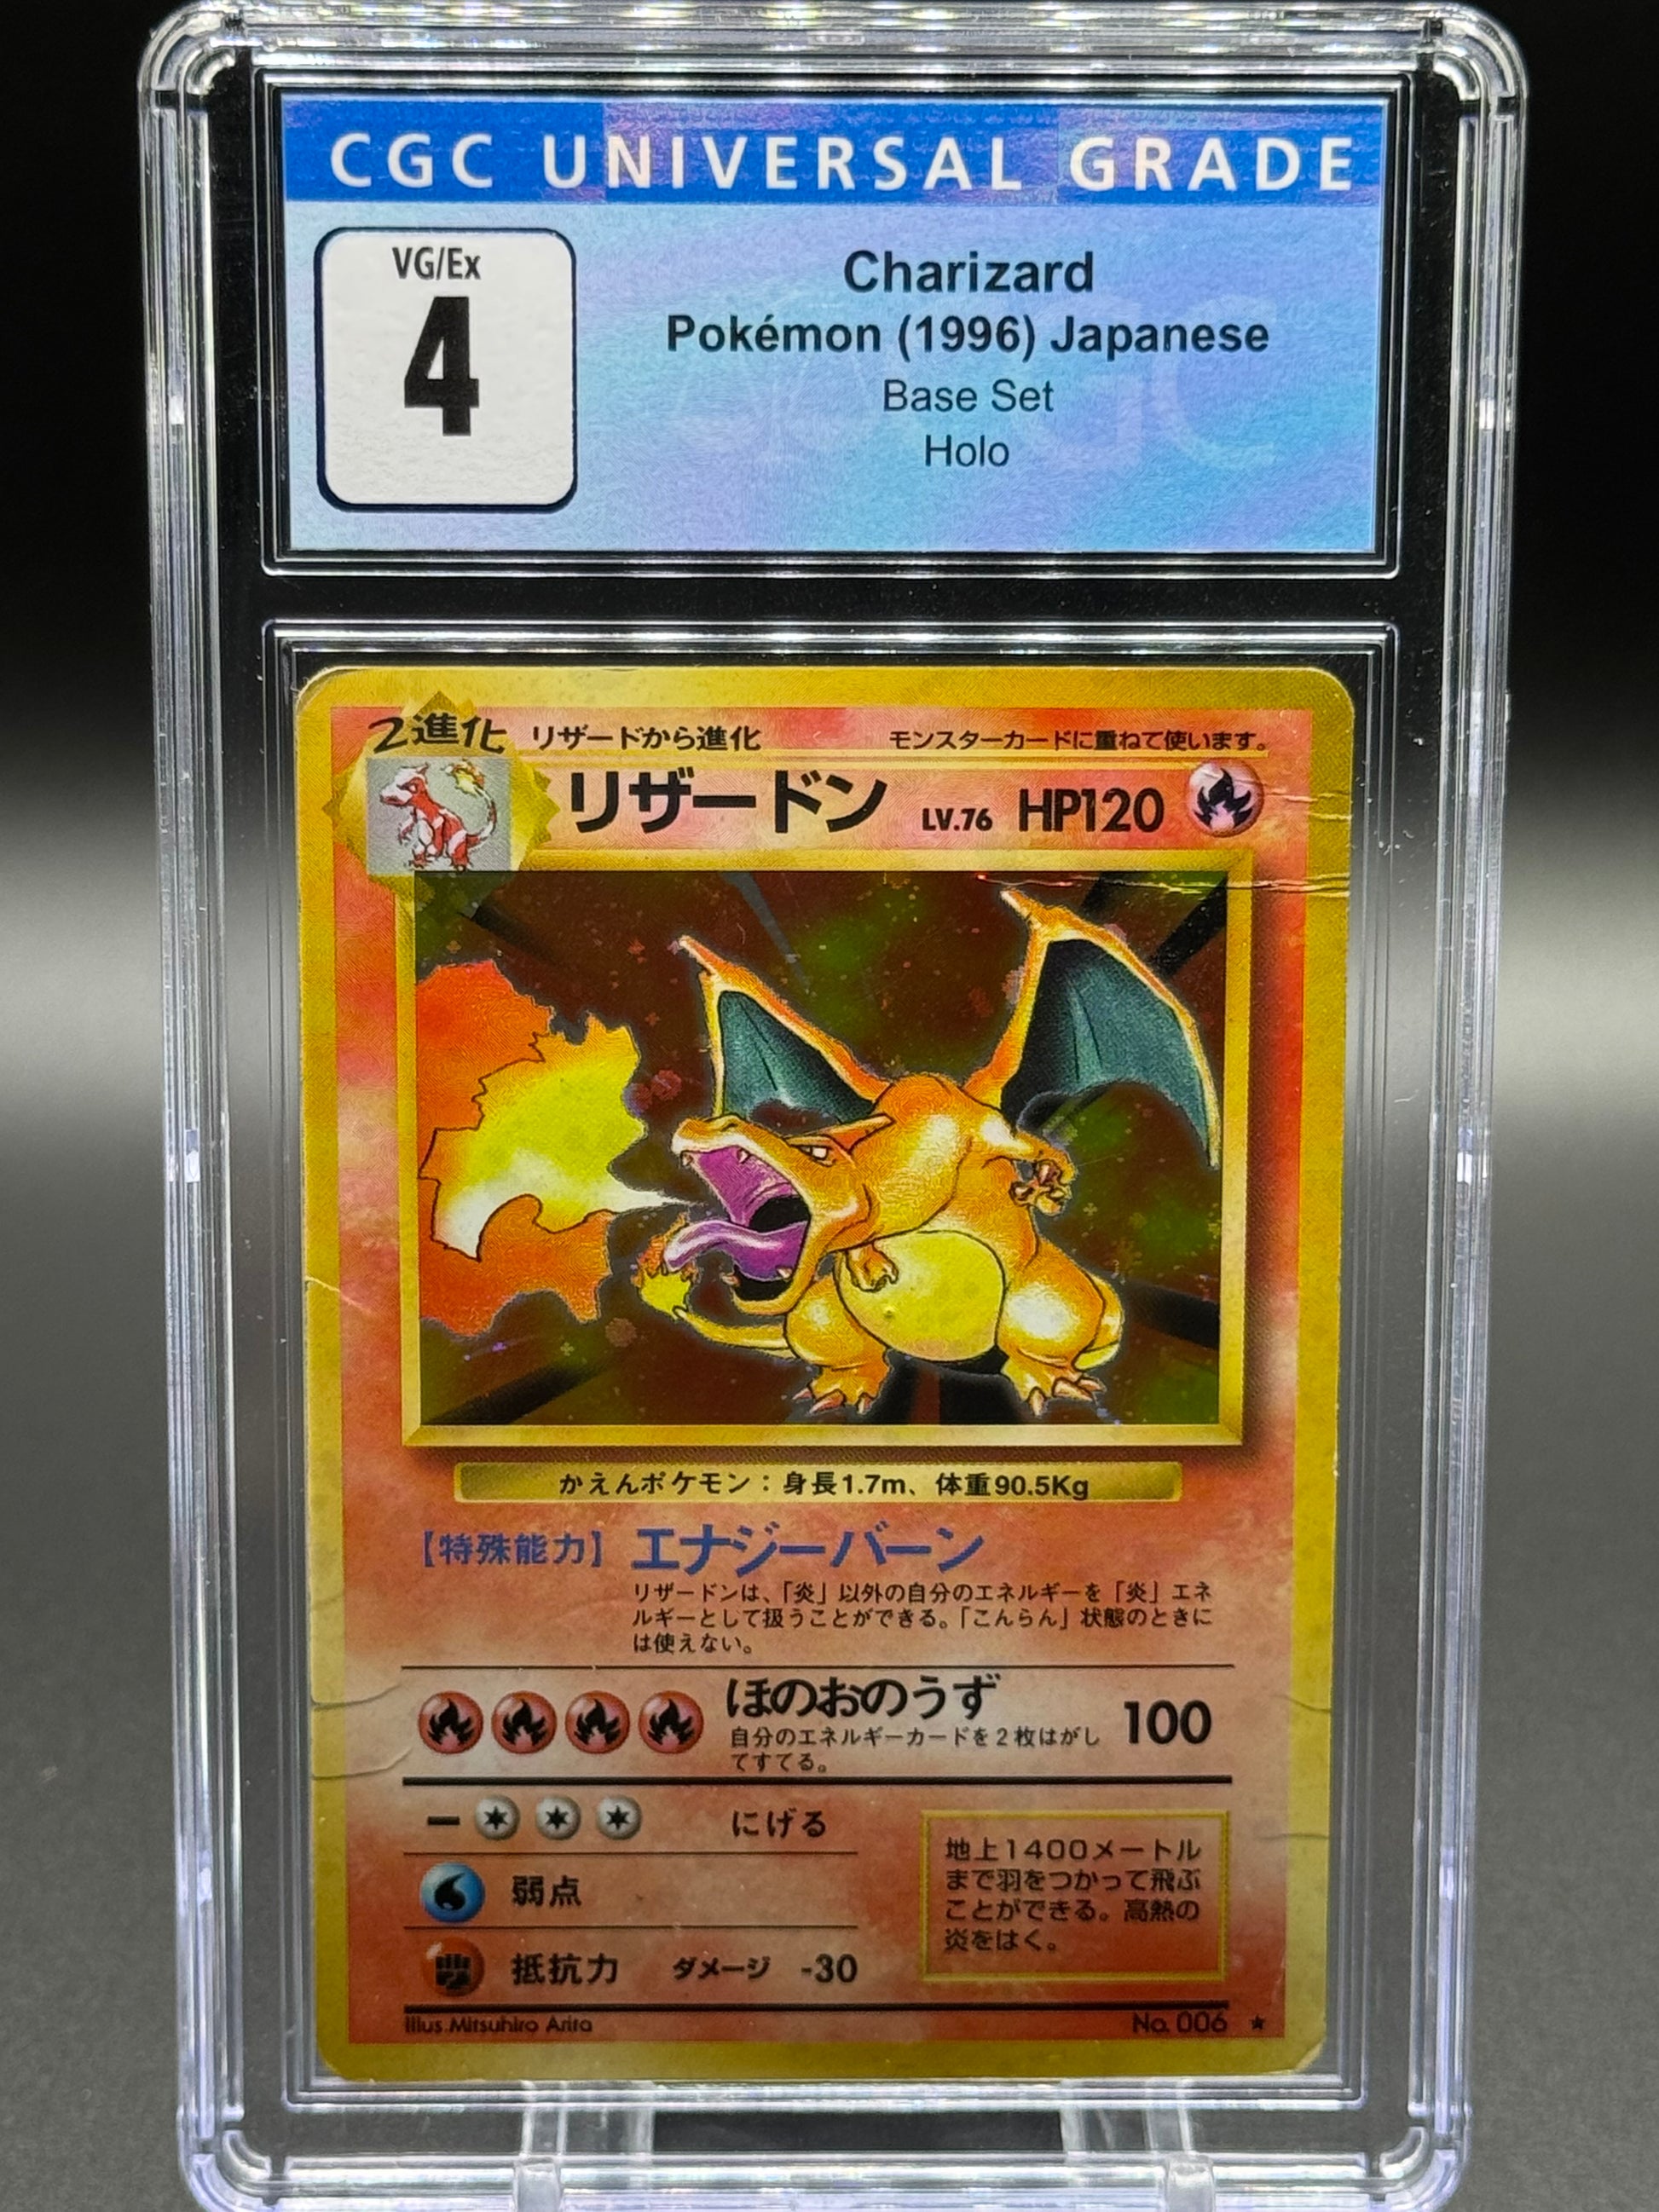 CGC UNIVERSAL GRADE
VG/Ex
4
Charizard
Pokémon (1996) Japanese
Base Set
Holo
2進化 リザードから進化 モンスターカードに重ねて使います。
リザードン LV.76 HP120
かえんポケモン：身長1.7m、体重90.5Kg
【特殊能力】 エナジーバーン
リザードンは、「炎」以外の自分のエネルギーを「炎」エネ
ルギーとして扱うことができる。「こんらん」状態のときに
は使えない。
ほのおのうず 100
自分のエネルギーカードを2枚はがし
てすてる。
にげる
弱点
抵抗力 ダメージ -30
地上1400メートル
まで羽をつかって飛ぶ
ことができる。高熱の
炎をはく。
Illus. Mitsuhiro Arita
No. 006 ★